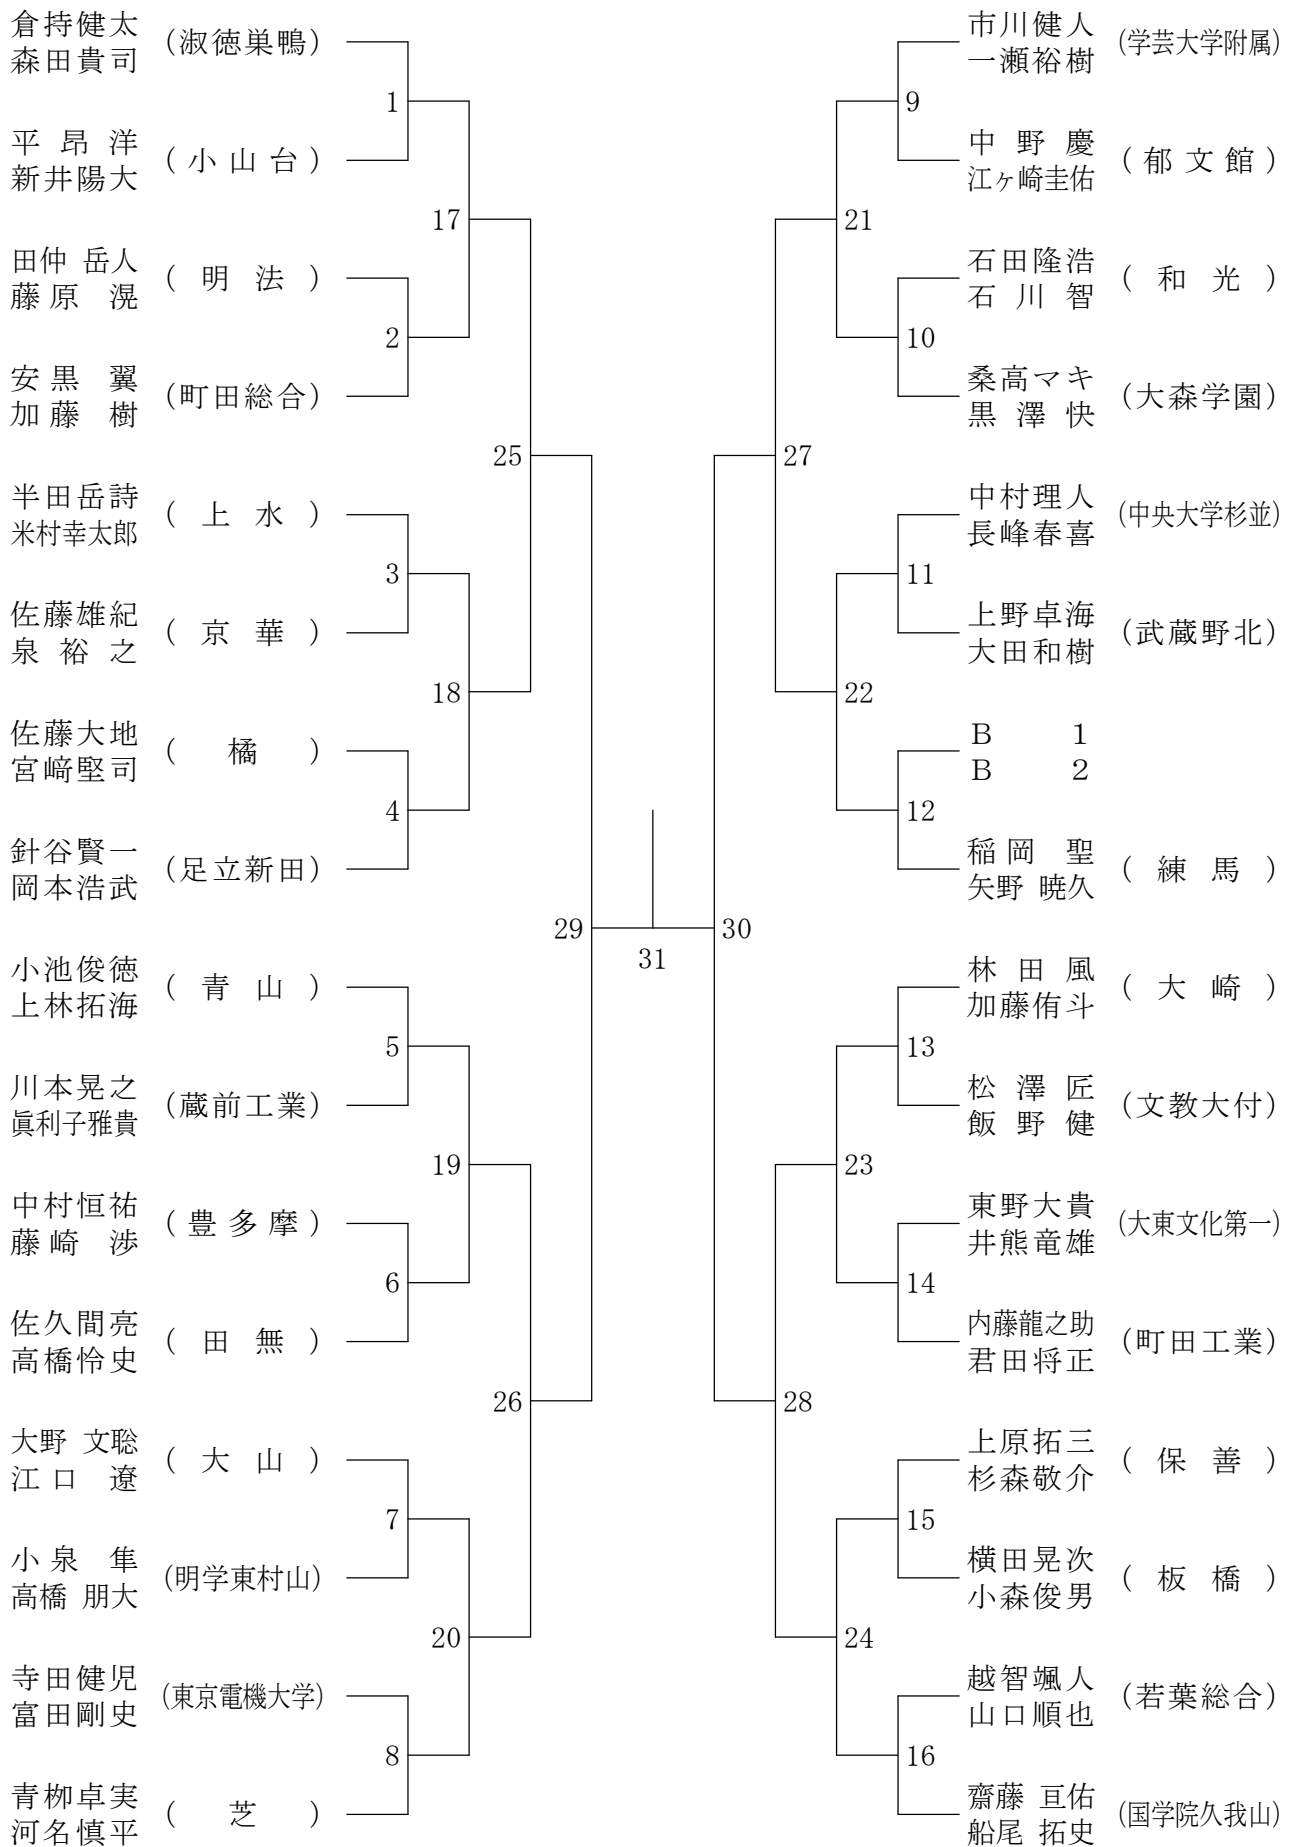 倉持健太
森田貴司
(淑徳巣鴨)
1
平昂洋
新井陽大
(小山台)
17
田仲 岳人
藤原滉
(明法)
2
安黒翼
加藤樹
(町田総合)
25
半田岳詩
米村幸太郎
(上水)
3
佐藤雄紀
泉裕之
(京華)
18
佐藤大地
宮﨑堅司
(橘)
4
針谷賢一
岡本浩武
(足立新田)
29
小池俊徳
上林拓海
(青山)
5
川本晃之
眞利子雅貴
(蔵前工業)
19
中村恒祐
藤崎渉
(豊多摩)
6
佐久間亮
高橋怜史
(田無)
26
大野 文聡
江口遼
(大山)
7
小泉隼
高橋 朋大
(明学東村山)
20
寺田健児
富田剛史
(東京電機大学)
8
青栁卓実
河名慎平
(芝)
31
市川健人
一瀬裕樹
(学芸大学附属)
9
中野慶
江ヶ崎圭佑
(郁文館)
21
石田隆浩
石川智
(和光)
10
桑高マキ
黒澤快
(大森学園)
27
中村理人
長峰春喜
(中央大学杉並)
11
上野卓海
大田和樹
(武蔵野北)
22
B 1
B 2
12
稲岡聖
矢野 暁久
(練馬)
30
林田風
加藤侑斗
(大崎)
13
松澤匠
飯野健
(文教大付)
23
東野大貴
井熊竜雄
(大東文化第一)
14
内藤龍之助
君田将正
(町田工業)
28
上原拓三
杉森敬介
(保善)
15
横田晃次
小森俊男
(板橋)
24
越智颯人
山口順也
(若葉総合)
16
齋藤 亘佑
船尾 拓史
(国学院久我山)